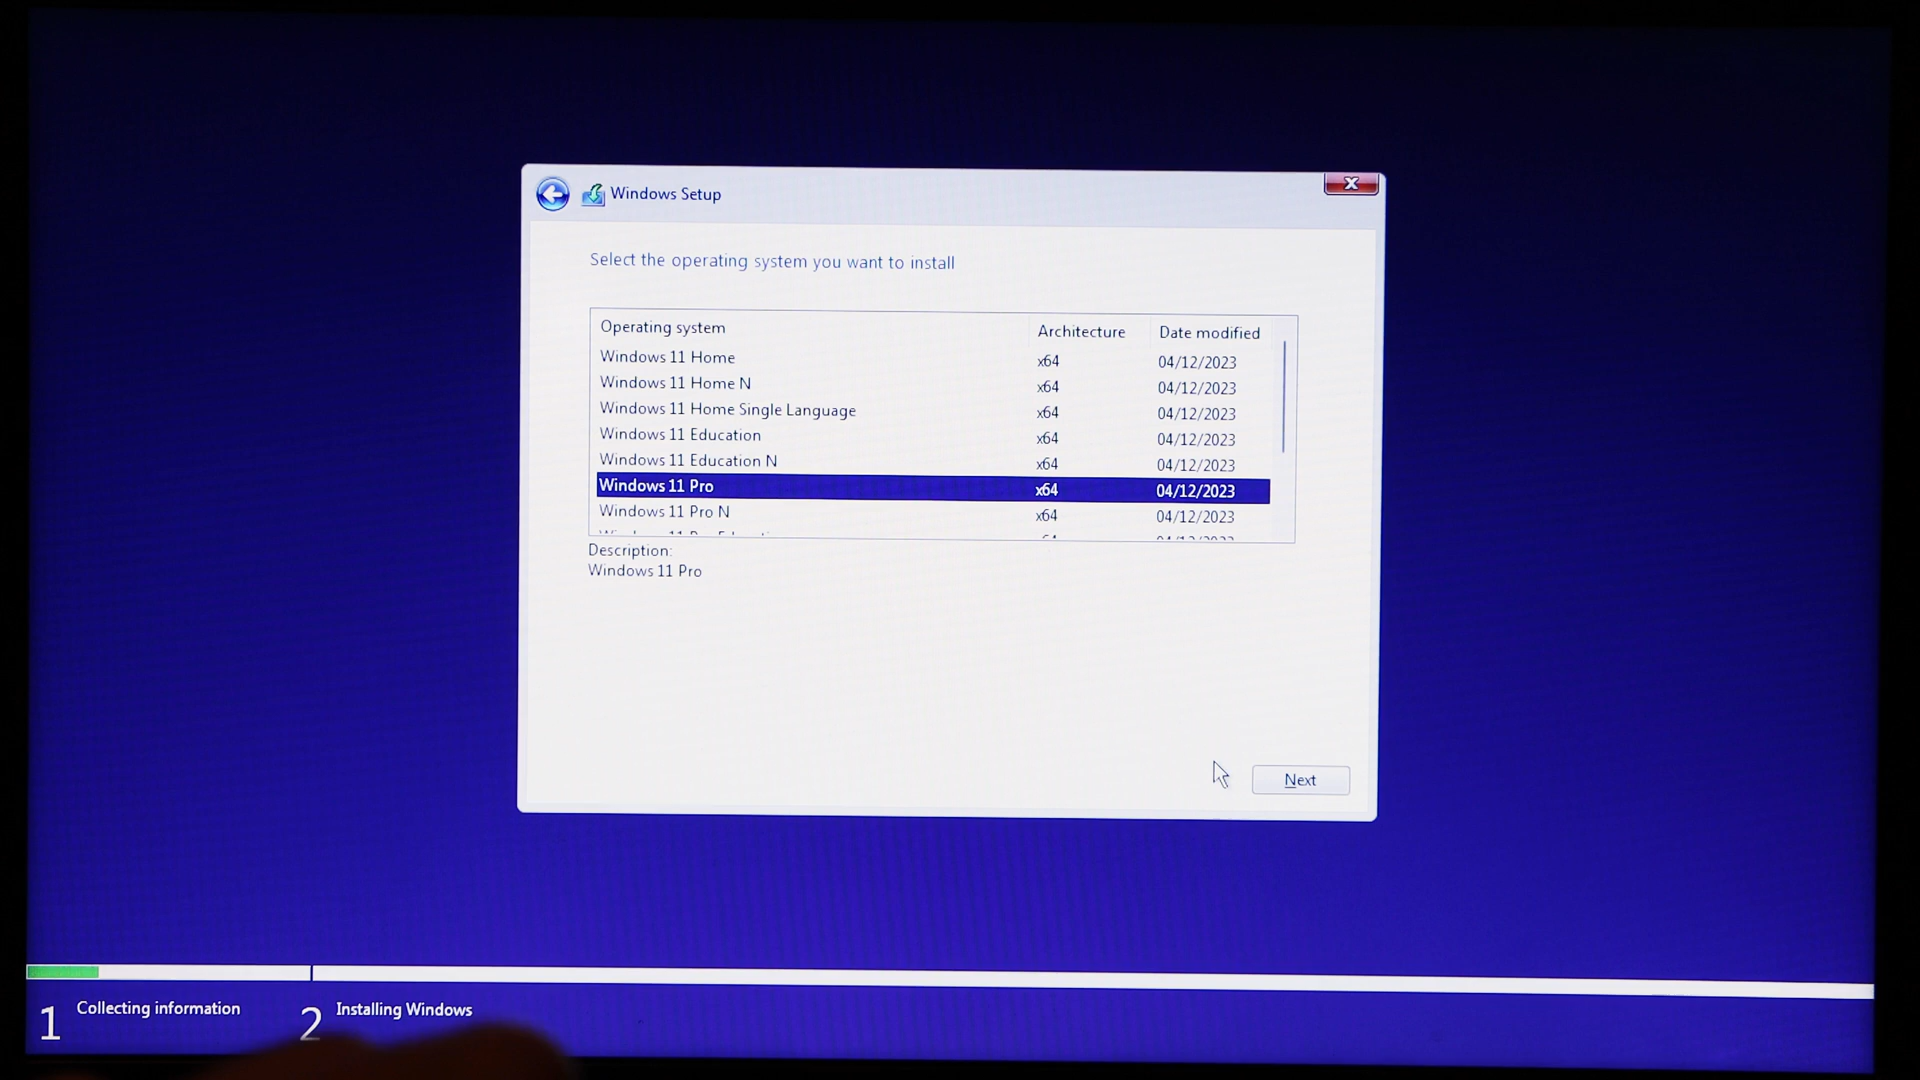 Windows Setup
Select the operating system you want to install
Operating system Architecture Date modified
Windows 11 Home x64 04/12/2023
Windows 11 Home N x64 04/12/2023
Windows 11 Home Single Language x64 04/12/2023
Windows 11 Education x64 04/12/2023
Windows 11 Education N x64 04/12/2023
Windows 11 Pro x64 04/12/2023
Windows 11 Pro N x64 04/12/2023
Description:
Windows 11 Pro
Next
1 Collecting information 2 Installing Windows